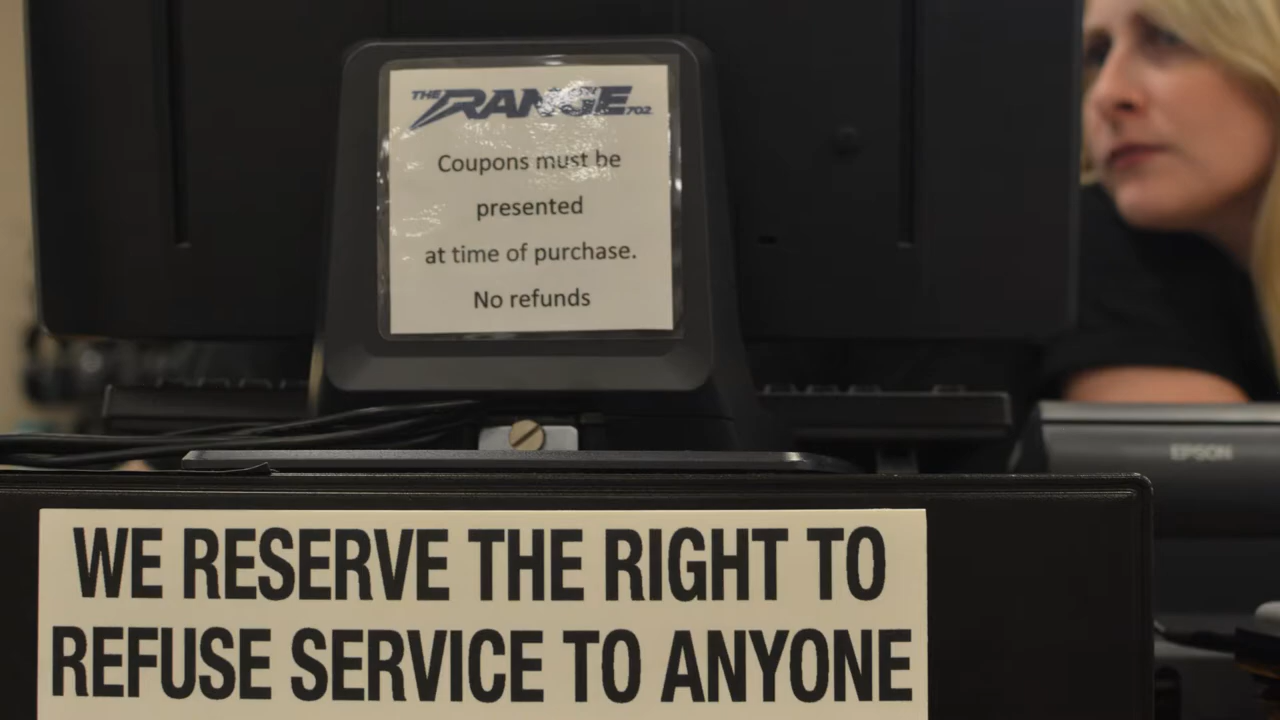 THE RANGE 702
Coupons must be
presented
at time of purchase.
No refunds
EPSON
WE RESERVE THE RIGHT TO
REFUSE SERVICE TO ANYONE